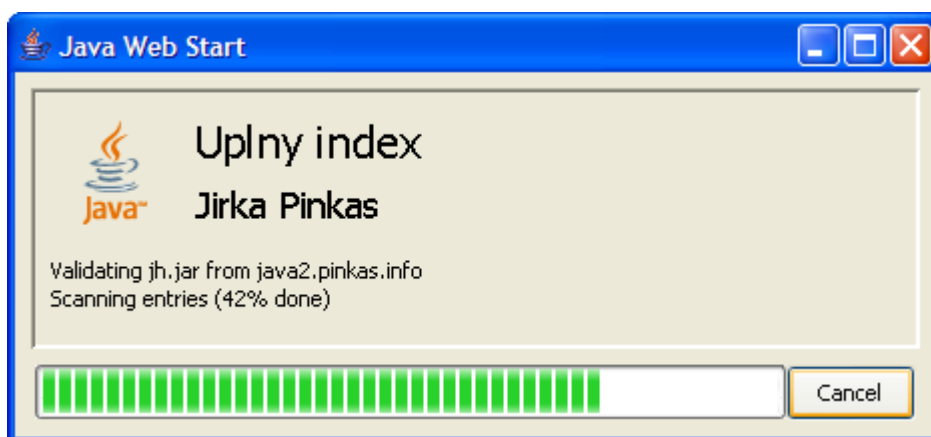 Java Web Start
Uplny index
Java™
Jirka Pinkas
Validating jh.jar from java2.pinkas.info
Scanning entries (42% done)
Cancel